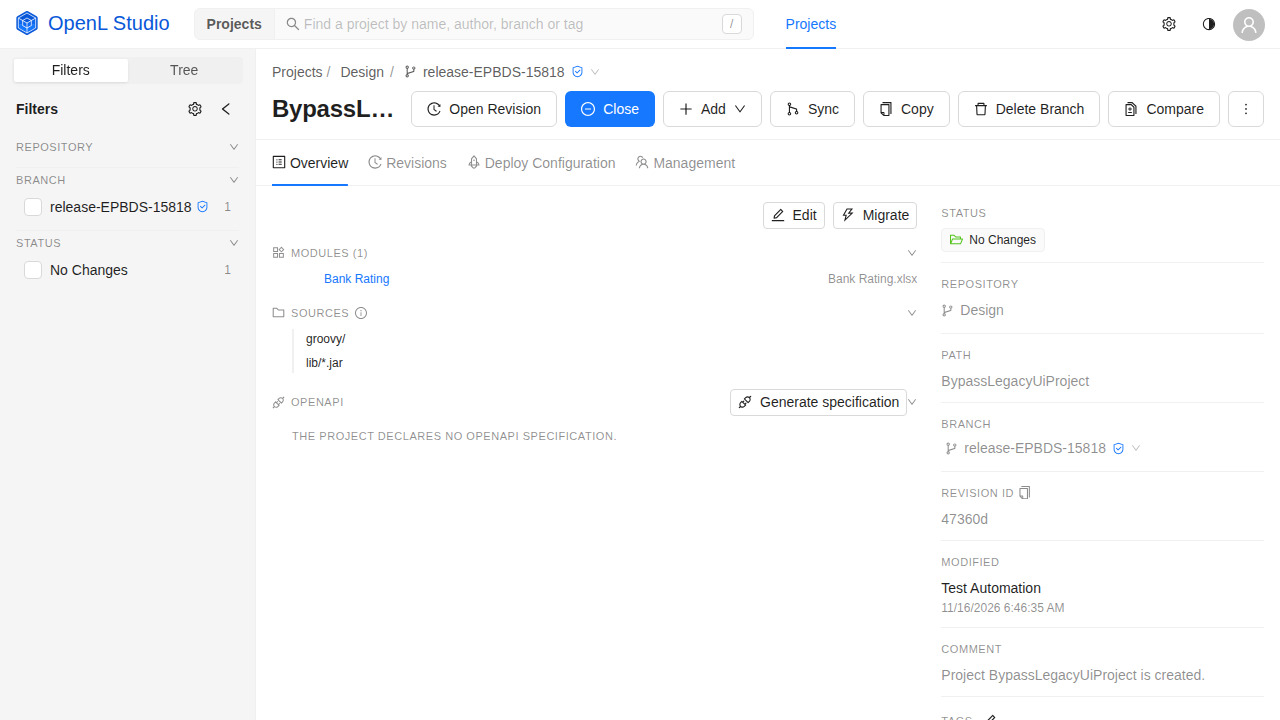 OpenL Studio
Projects
Find a project by name, author, branch or tag
/
Projects
Filters
Tree
Filters
REPOSITORY
BRANCH
release-EPBDS-15818
1
STATUS
No Changes
1
Projects / Design / release-EPBDS-15818
BypassL...
Open Revision
Close
Add
Sync
Copy
Delete Branch
Compare
Overview
Revisions
Deploy Configuration
Management
Edit
Migrate
MODULES (1)
Bank Rating
Bank Rating.xlsx
SOURCES
groovy/
lib/*.jar
OPENAPI
Generate specification
THE PROJECT DECLARES NO OPENAPI SPECIFICATION.
STATUS
No Changes
REPOSITORY
Design
PATH
BypassLegacyUiProject
BRANCH
release-EPBDS-15818
REVISION ID
47360d
MODIFIED
Test Automation
11/16/2026 6:46:35 AM
COMMENT
Project BypassLegacyUiProject is created.
TAGS